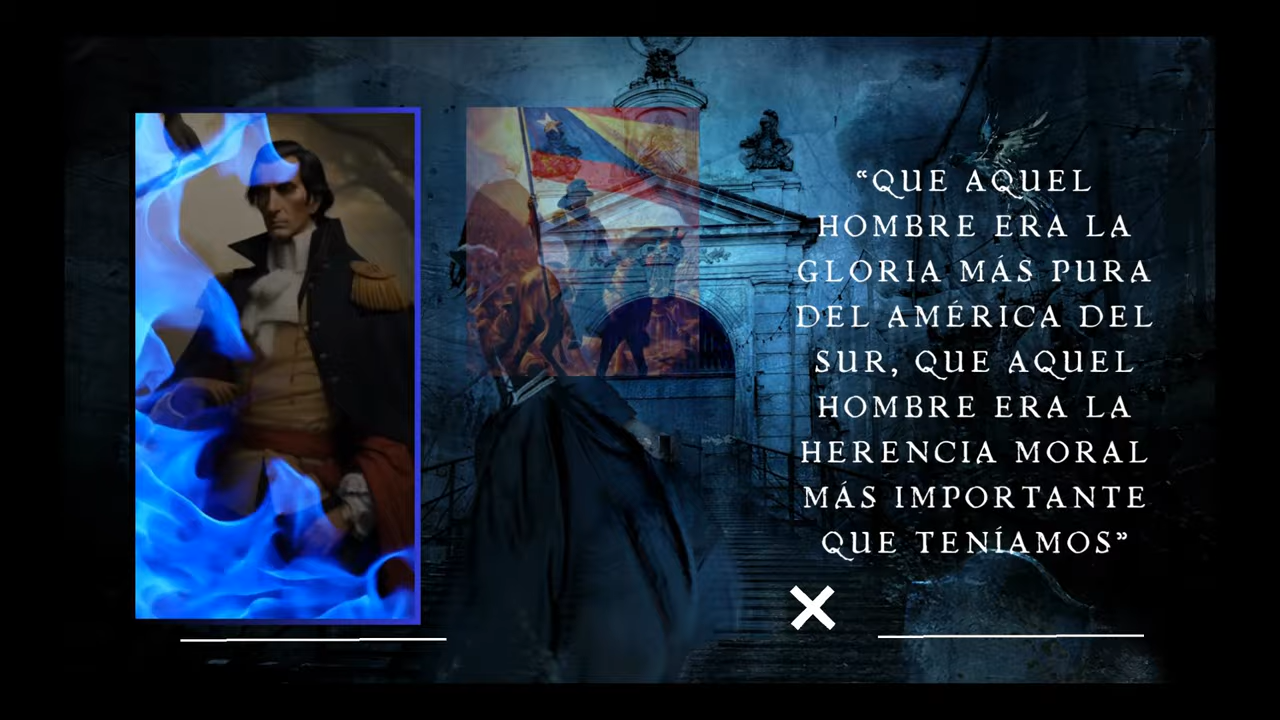 “QUE AQUEL
HOMBRE ERA LA
GLORIA MÁS PURA
DEL AMÉRICA DEL
SUR, QUE AQUEL
HOMBRE ERA LA
HERENCIA MORAL
MÁS IMPORTANTE
QUE TENÍAMOS”